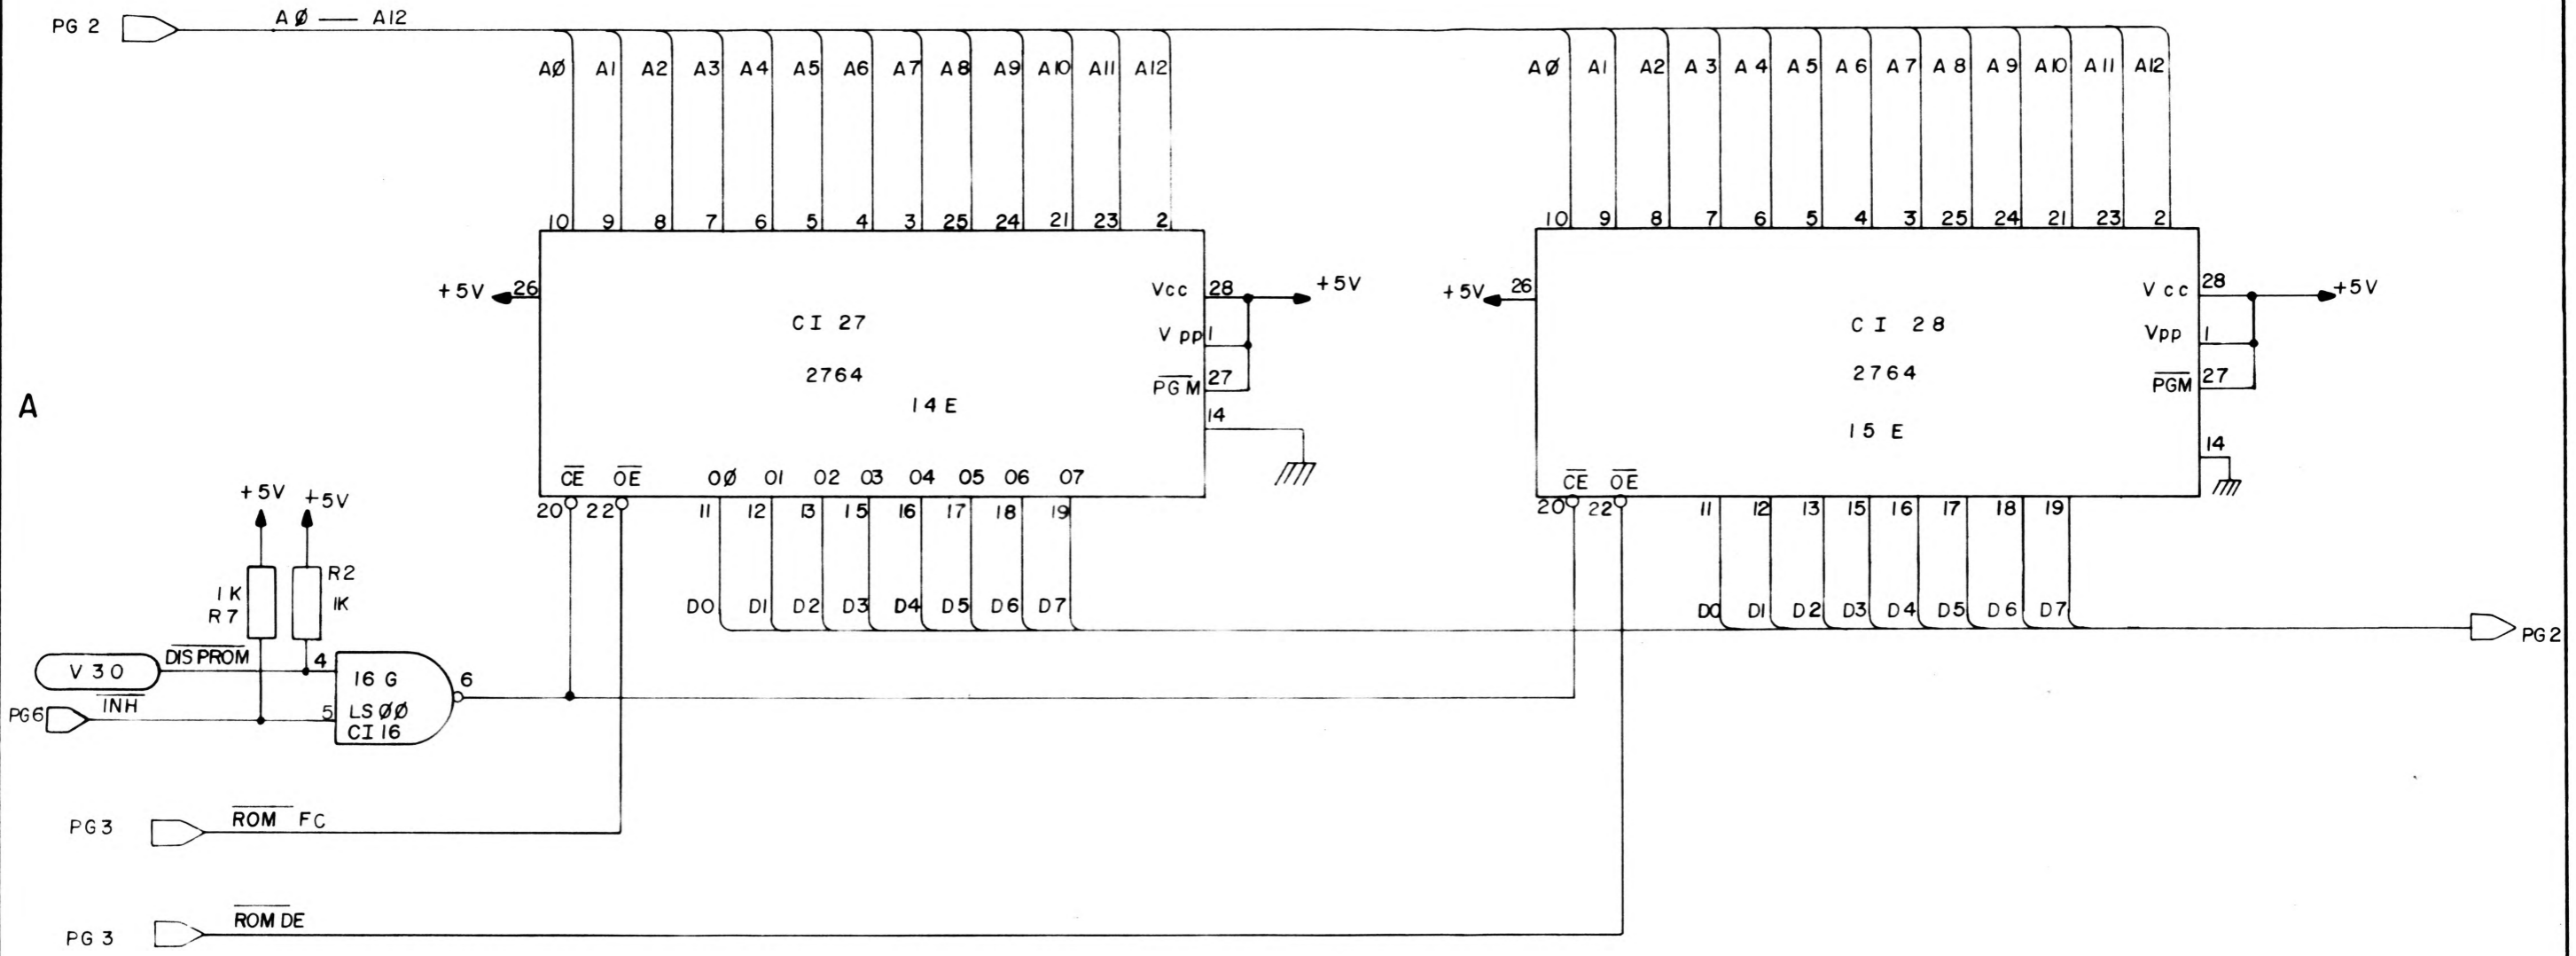 PG 2 AØ — A12
AØ A1 A2 A3 A4 A5 A6 A7 A8 A9 A10 A11 A12
AØ A1 A2 A3 A4 A5 A6 A7 A8 A9 A10 A11 A12
10 9 8 7 6 5 4 3 25 24 21 23 2
10 9 8 7 6 5 4 3 25 24 21 23 2
+5V 26
CI 27
2764
14E
Vcc 28 +5V
Vpp 1
PGM 27
14
CE OE OØ O1 O2 O3 O4 O5 O6 O7
20 22 11 12 13 15 16 17 18 19
D0 D1 D2 D3 D4 D5 D6 D7
+5V 26
CI 28
2764
15 E
Vcc 28 +5V
Vpp 1
PGM 27
14
CE OE
20 22 11 12 13 15 16 17 18 19
D0 D1 D2 D3 D4 D5 D6 D7
PG2
A
+5V +5V
1K
R7
R2
1K
V30 DISPROM 4
PG6 INH 5
16 G
LSØØ
CI16
6
PG3 ROM FC
PG 3 ROM DE